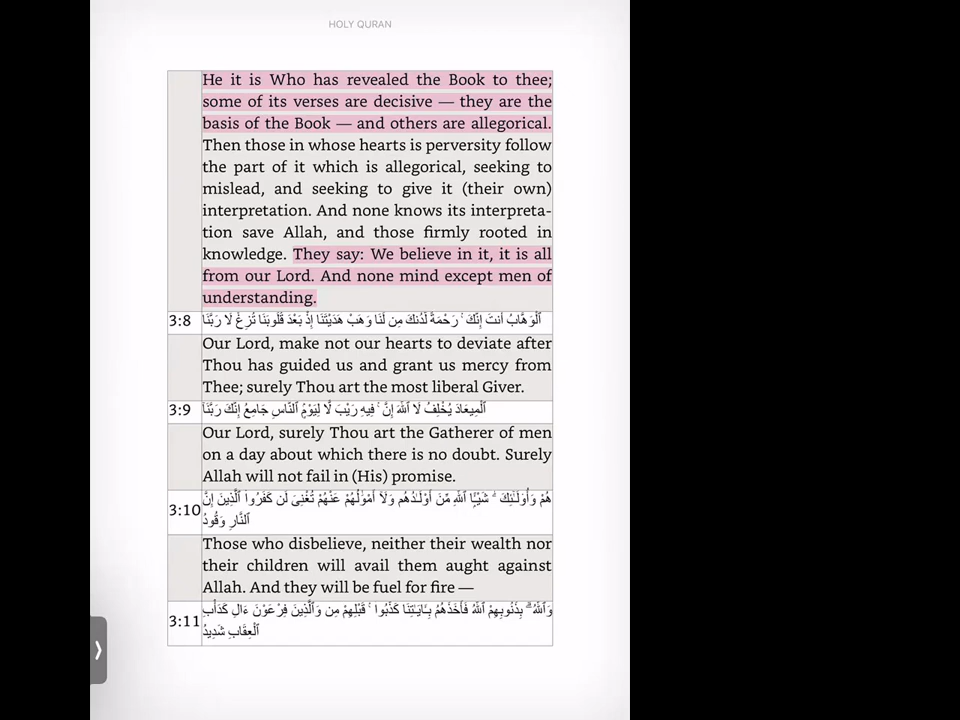 HOLY QURAN
He it is Who has revealed the Book to thee;
some of its verses are decisive — they are the
basis of the Book — and others are allegorical.
Then those in whose hearts is perversity follow
the part of it which is allegorical, seeking to
mislead, and seeking to give it (their own)
interpretation. And none knows its interpreta-
tion save Allah, and those firmly rooted in
knowledge. They say: We believe in it, it is all
from our Lord. And none mind except men of
understanding.
3:8 ٱلْوَهَّابُ أَنتَ إِنَّكَ ۚ رَحْمَةً لَّدُنكَ مِن لَنَا وَهَبْ هَدَيْتَنَا إِذْ بَعْدَ قُلُوبَنَا تُزِغْ لَا رَبَّنَا
Our Lord, make not our hearts to deviate after
Thou has guided us and grant us mercy from
Thee; surely Thou art the most liberal Giver.
3:9 ٱلْمِيعَادَ يُخْلِفُ لَا ٱللَّهَ إِنَّ ۚ فِيهِ رَيْبَ لَّا لِيَوْمٍ ٱلنَّاسِ جَامِعُ إِنَّكَ رَبَّنَآ
Our Lord, surely Thou art the Gatherer of men
on a day about which there is no doubt. Surely
Allah will not fail in (His) promise.
3:10 هُمْ وَأُو۟لَـٰٓئِكَ ۖ شَيْـًٔا ٱللَّهِ مِّنَ أَوْلَـٰدُهُم وَلَآ أَمْوَٰلُهُمْ عَنْهُمْ تُغْنِىَ لَن كَفَرُوا۟ ٱلَّذِينَ إِنَّ
ٱلنَّارِ وَقُودُ
Those who disbelieve, neither their wealth nor
their children will avail them aught against
Allah. And they will be fuel for fire —
3:11 وَٱللَّهُ ۗ بِذُنُوبِهِمْ ٱللَّهُ فَأَخَذَهُمُ بِـَٔايَـٰتِنَا كَذَّبُوا۟ ۚ قَبْلِهِمْ مِن وَٱلَّذِينَ فِرْعَوْنَ ءَالِ كَدَأْبِ
ٱلْعِقَابِ شَدِيدُ